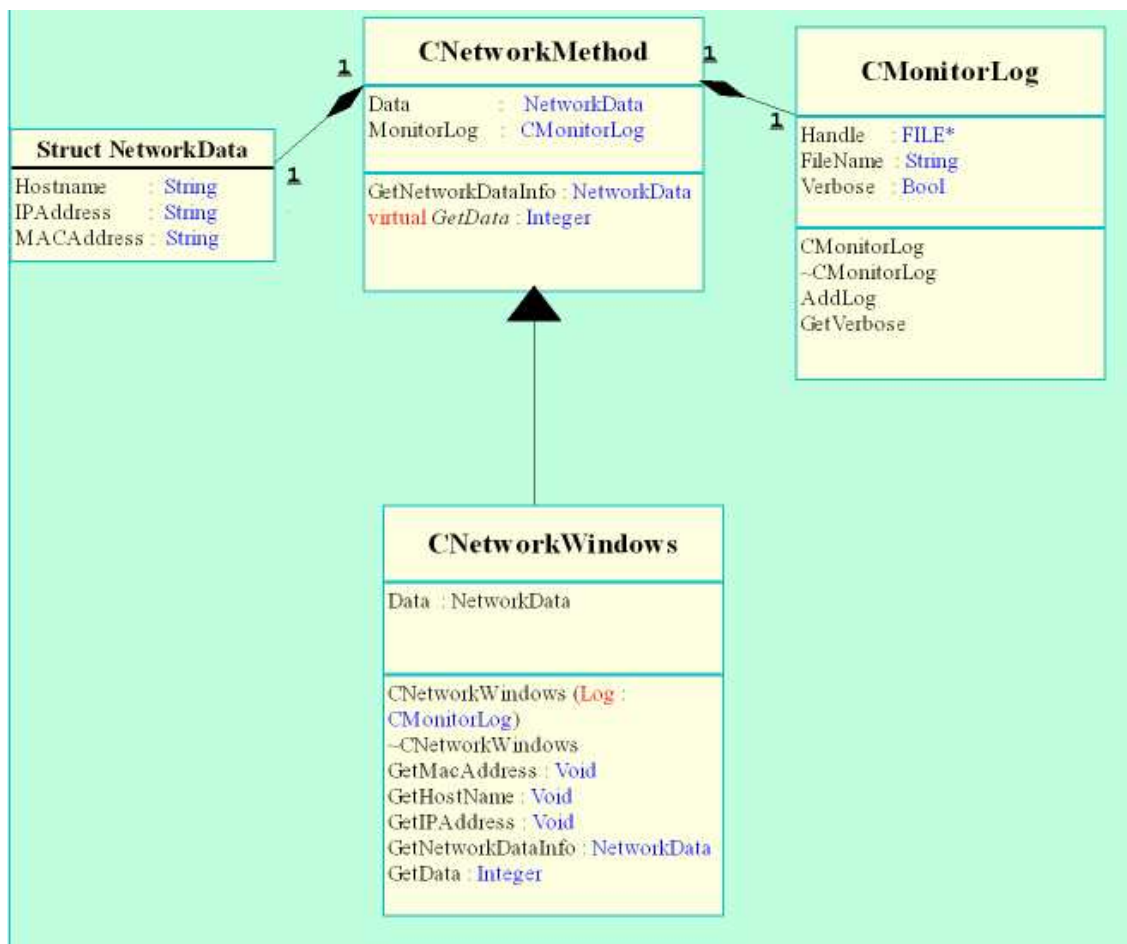 CNetworkMethod
1
1
Data : NetworkData
MonitorLog : CMonitorLog
GetNetworkDataInfo : NetworkData
virtual GetData : Integer
Struct NetworkData
1
Hostname : String
IPAddress : String
MACAddress : String
CMonitorLog
1
Handle : FILE*
FileName : String
Verbose : Bool
CMonitorLog
~CMonitorLog
AddLog
GetVerbose
CNetworkWindows
Data : NetworkData
CNetworkWindows (Log :
CMonitorLog)
~CNetworkWindows
GetMacAddress : Void
GetHostName : Void
GetIPAddress : Void
GetNetworkDataInfo : NetworkData
GetData : Integer